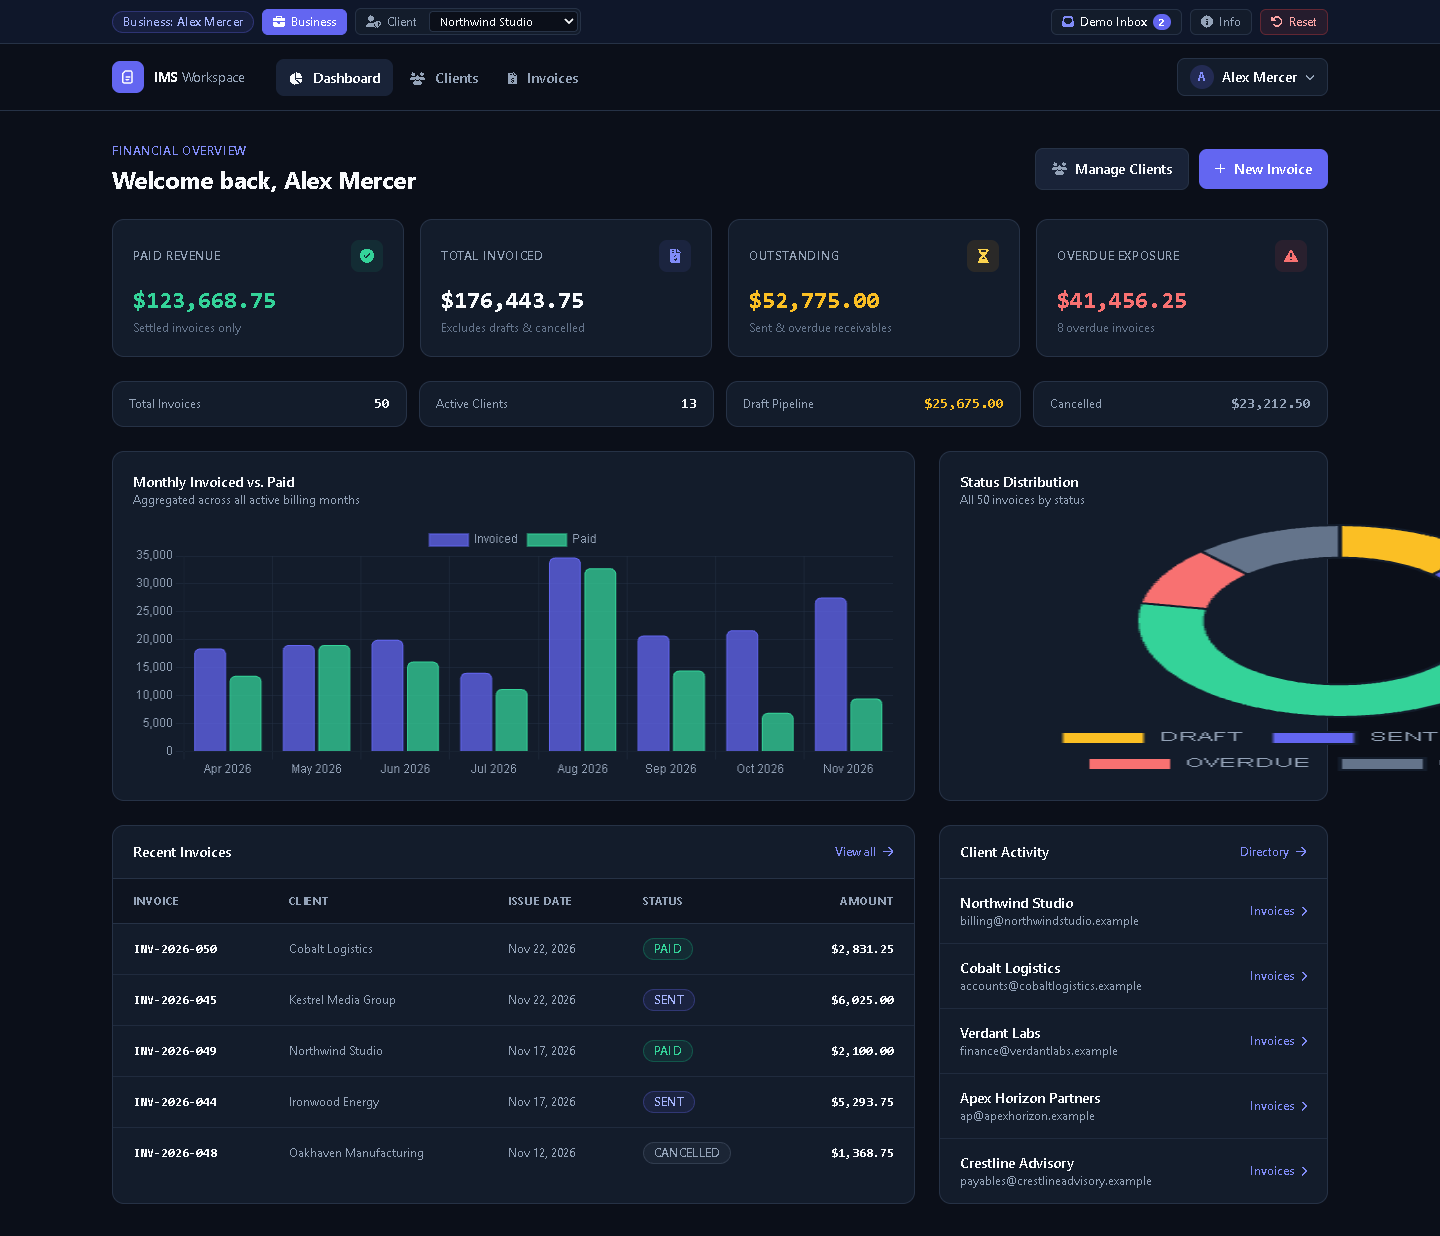 Business: Alex Mercer
Business
Client
Northwind Studio
Demo Inbox 2
Info
Reset
IMS Workspace
Dashboard
Clients
Invoices
A Alex Mercer
FINANCIAL OVERVIEW
Welcome back, Alex Mercer
Manage Clients
+ New Invoice
PAID REVENUE
$123,668.75
Settled invoices only
TOTAL INVOICED
$176,443.75
Excludes drafts & cancelled
OUTSTANDING
$52,775.00
Sent & overdue receivables
OVERDUE EXPOSURE
$41,456.25
8 overdue invoices
Total Invoices 50
Active Clients 13
Draft Pipeline $25,675.00
Cancelled $23,212.50
Monthly Invoiced vs. Paid
Aggregated across all active billing months
Invoiced Paid
35,000
30,000
25,000
20,000
15,000
10,000
5,000
0
Apr 2026 May 2026 Jun 2026 Jul 2026 Aug 2026 Sep 2026 Oct 2026 Nov 2026
Status Distribution
All 50 invoices by status
DRAFT SENT
OVERDUE
Recent Invoices
View all
INVOICE CLIENT ISSUE DATE STATUS AMOUNT
INV-2026-050 Cobalt Logistics Nov 22, 2026 PAID $2,831.25
INV-2026-045 Kestrel Media Group Nov 22, 2026 SENT $6,025.00
INV-2026-049 Northwind Studio Nov 17, 2026 PAID $2,100.00
INV-2026-044 Ironwood Energy Nov 17, 2026 SENT $5,293.75
INV-2026-048 Oakhaven Manufacturing Nov 12, 2026 CANCELLED $1,368.75
Client Activity
Directory
Northwind Studio
billing@northwindstudio.example
Invoices
Cobalt Logistics
accounts@cobaltlogistics.example
Invoices
Verdant Labs
finance@verdantlabs.example
Invoices
Apex Horizon Partners
ap@apexhorizon.example
Invoices
Crestline Advisory
payables@crestlineadvisory.example
Invoices